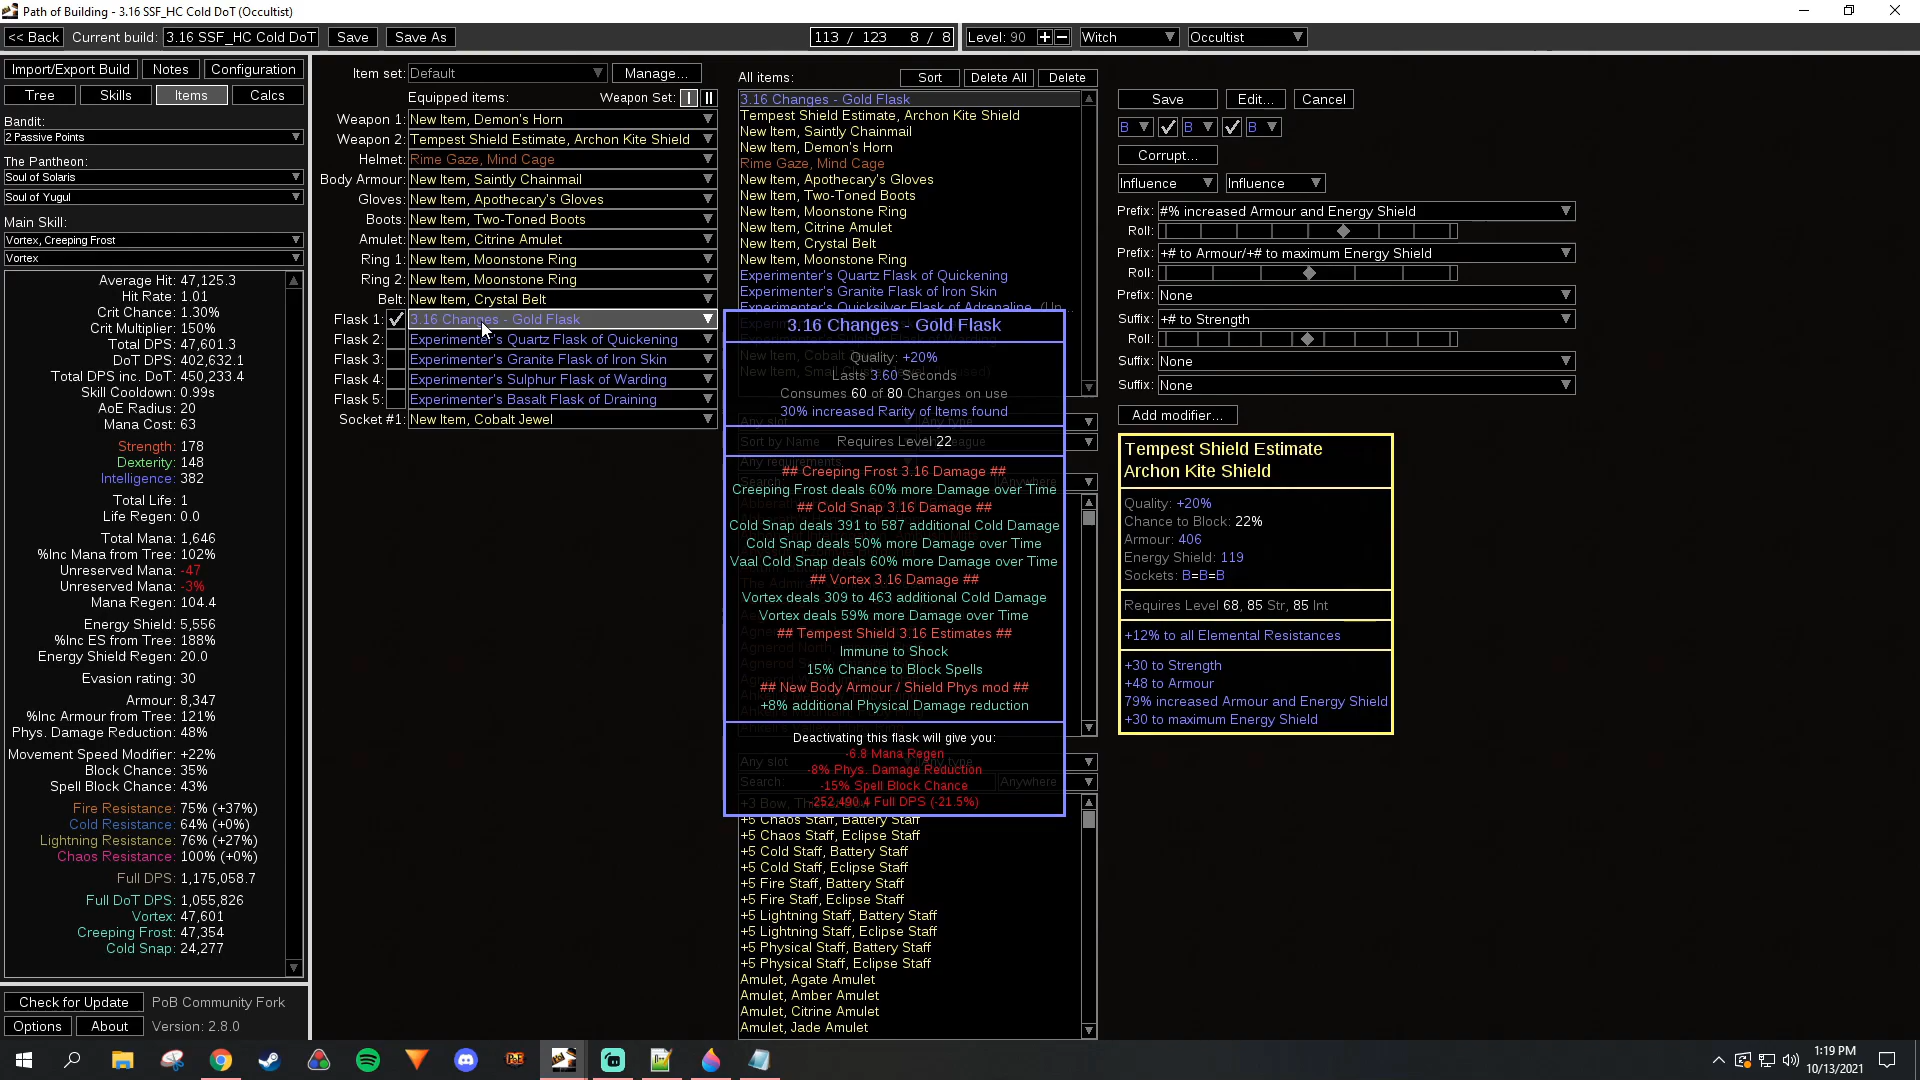 Path of Building - 3.16 SSF_HC Cold DoT (Occultist)
<< Back Current build: 3.16 SSF_HC Cold DoT Save Save As 113 / 123 8 / 8 Level: 90 Witch Occultist
Import/Export Build Notes Configuration
Tree Skills Items Calcs
Bandit:
2 Passive Points
The Pantheon:
Soul of Solaris
Soul of Yugul
Main Skill:
Vortex, Creeping Frost
Vortex
Average Hit: 47,125.3
Hit Rate: 1.01
Crit Chance: 1.30%
Crit Multiplier: 150%
Total DPS: 47,601.3
DoT DPS: 402,632.1
Total DPS inc. DoT: 450,233.4
Skill Cooldown: 0.99s
AoE Radius: 20
Mana Cost: 63
Strength: 178
Dexterity: 148
Intelligence: 382
Total Life: 1
Life Regen: 0.0
Total Mana: 1,646
%Inc Mana from Tree: 102%
Unreserved Mana: -47
Unreserved Mana: -3%
Mana Regen: 104.4
Energy Shield: 5,556
%Inc ES from Tree: 188%
Energy Shield Regen: 20.0
Evasion rating: 30
Armour: 8,347
%Inc Armour from Tree: 121%
Phys. Damage Reduction: 48%
Movement Speed Modifier: +22%
Block Chance: 35%
Spell Block Chance: 43%
Fire Resistance: 75% (+37%)
Cold Resistance: 64% (+0%)
Lightning Resistance: 76% (+27%)
Chaos Resistance: 100% (+0%)
Full DPS: 1,175,058.7
Full DoT DPS: 1,055,826
Vortex: 47,601
Creeping Frost: 47,354
Cold Snap: 24,277
Check for Update PoB Community Fork
Options About Version: 2.8.0
Item set: Default Manage...
Equipped items: Weapon Set: I II
Weapon 1: New Item, Demon's Horn
Weapon 2: Tempest Shield Estimate, Archon Kite Shield
Helmet: Rime Gaze, Mind Cage
Body Armour: New Item, Saintly Chainmail
Gloves: New Item, Apothecary's Gloves
Boots: New Item, Two-Toned Boots
Amulet: New Item, Citrine Amulet
Ring 1: New Item, Moonstone Ring
Ring 2: New Item, Moonstone Ring
Belt: New Item, Crystal Belt
Flask 1: 3.16 Changes - Gold Flask
Flask 2: Experimenter's Quartz Flask of Quickening
Flask 3: Experimenter's Granite Flask of Iron Skin
Flask 4: Experimenter's Sulphur Flask of Warding
Flask 5: Experimenter's Basalt Flask of Draining
Socket #1: New Item, Cobalt Jewel
All items: Sort Delete All Delete
3.16 Changes - Gold Flask
Tempest Shield Estimate, Archon Kite Shield
New Item, Saintly Chainmail
New Item, Demon's Horn
Rime Gaze, Mind Cage
New Item, Apothecary's Gloves
New Item, Two-Toned Boots
New Item, Moonstone Ring
New Item, Citrine Amulet
New Item, Crystal Belt
New Item, Moonstone Ring
Experimenter's Quartz Flask of Quickening
Experimenter's Granite Flask of Iron Skin
Experimenter's Quicksilver Flask of Adrenaline (Un...
3.16 Changes - Gold Flask
Quality: +20%
Lasts 3.60 Seconds
Consumes 60 of 80 Charges on use
30% increased Rarity of Items found
Requires Level 22
## Creeping Frost 3.16 Damage ##
Creeping Frost deals 60% more Damage over Time
## Cold Snap 3.16 Damage ##
Cold Snap deals 391 to 587 additional Cold Damage
Cold Snap deals 50% more Damage over Time
Vaal Cold Snap deals 60% more Damage over Time
## Vortex 3.16 Damage ##
Vortex deals 309 to 463 additional Cold Damage
Vortex deals 59% more Damage over Time
## Tempest Shield 3.16 Estimates ##
Immune to Shock
15% Chance to Block Spells
## New Body Armour / Shield Phys mod ##
+8% additional Physical Damage reduction
Deactivating this flask will give you:
-6.8 Mana Regen
-8% Phys. Damage Reduction
-15% Spell Block Chance
-252,490.4 Full DPS (-21.5%)
+5 Chaos Staff, Battery Staff
+5 Chaos Staff, Eclipse Staff
+5 Cold Staff, Battery Staff
+5 Cold Staff, Eclipse Staff
+5 Fire Staff, Battery Staff
+5 Fire Staff, Eclipse Staff
+5 Lightning Staff, Battery Staff
+5 Lightning Staff, Eclipse Staff
+5 Physical Staff, Battery Staff
+5 Physical Staff, Eclipse Staff
Amulet, Agate Amulet
Amulet, Amber Amulet
Amulet, Citrine Amulet
Amulet, Jade Amulet
Save Edit... Cancel
B B B
Corrupt...
Influence Influence
Prefix: #% increased Armour and Energy Shield
Roll:
Prefix: +# to Armour/+# to maximum Energy Shield
Roll:
Prefix: None
Suffix: +# to Strength
Roll:
Suffix: None
Suffix: None
Add modifier...
Tempest Shield Estimate
Archon Kite Shield
Quality: +20%
Chance to Block: 22%
Armour: 406
Energy Shield: 119
Sockets: B=B=B
Requires Level 68, 85 Str, 85 Int
+12% to all Elemental Resistances
+30 to Strength
+48 to Armour
79% increased Armour and Energy Shield
+30 to maximum Energy Shield
PoE
1:19 PM
10/13/2021